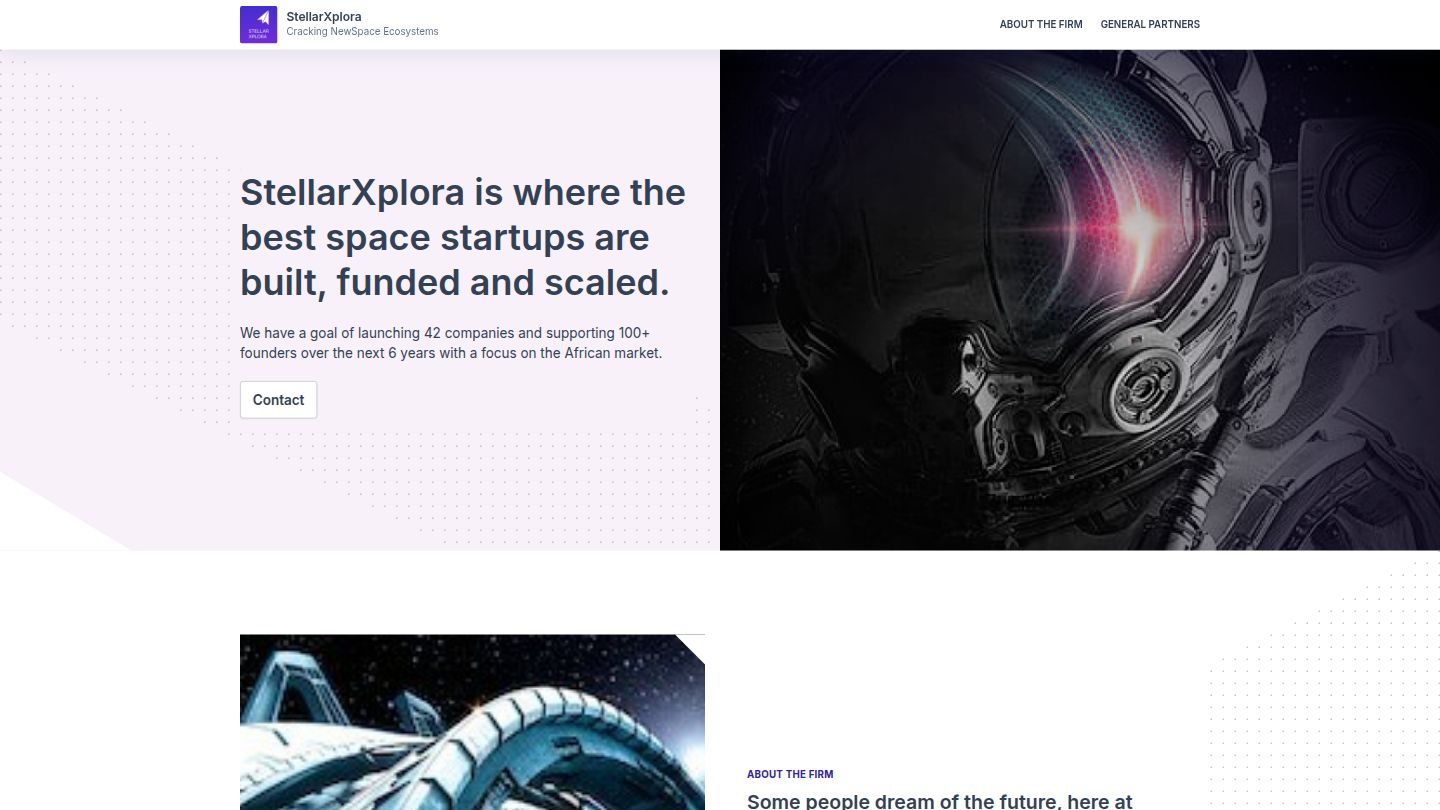 STELLAR
XPLORA
StellarXplora
Cracking NewSpace Ecosystems
ABOUT THE FIRM
GENERAL PARTNERS
StellarXplora is where the
best space startups are
built, funded and scaled.
We have a goal of launching 42 companies and supporting 100+
founders over the next 6 years with a focus on the African market.
Contact
ABOUT THE FIRM
Some people dream of the future, here at